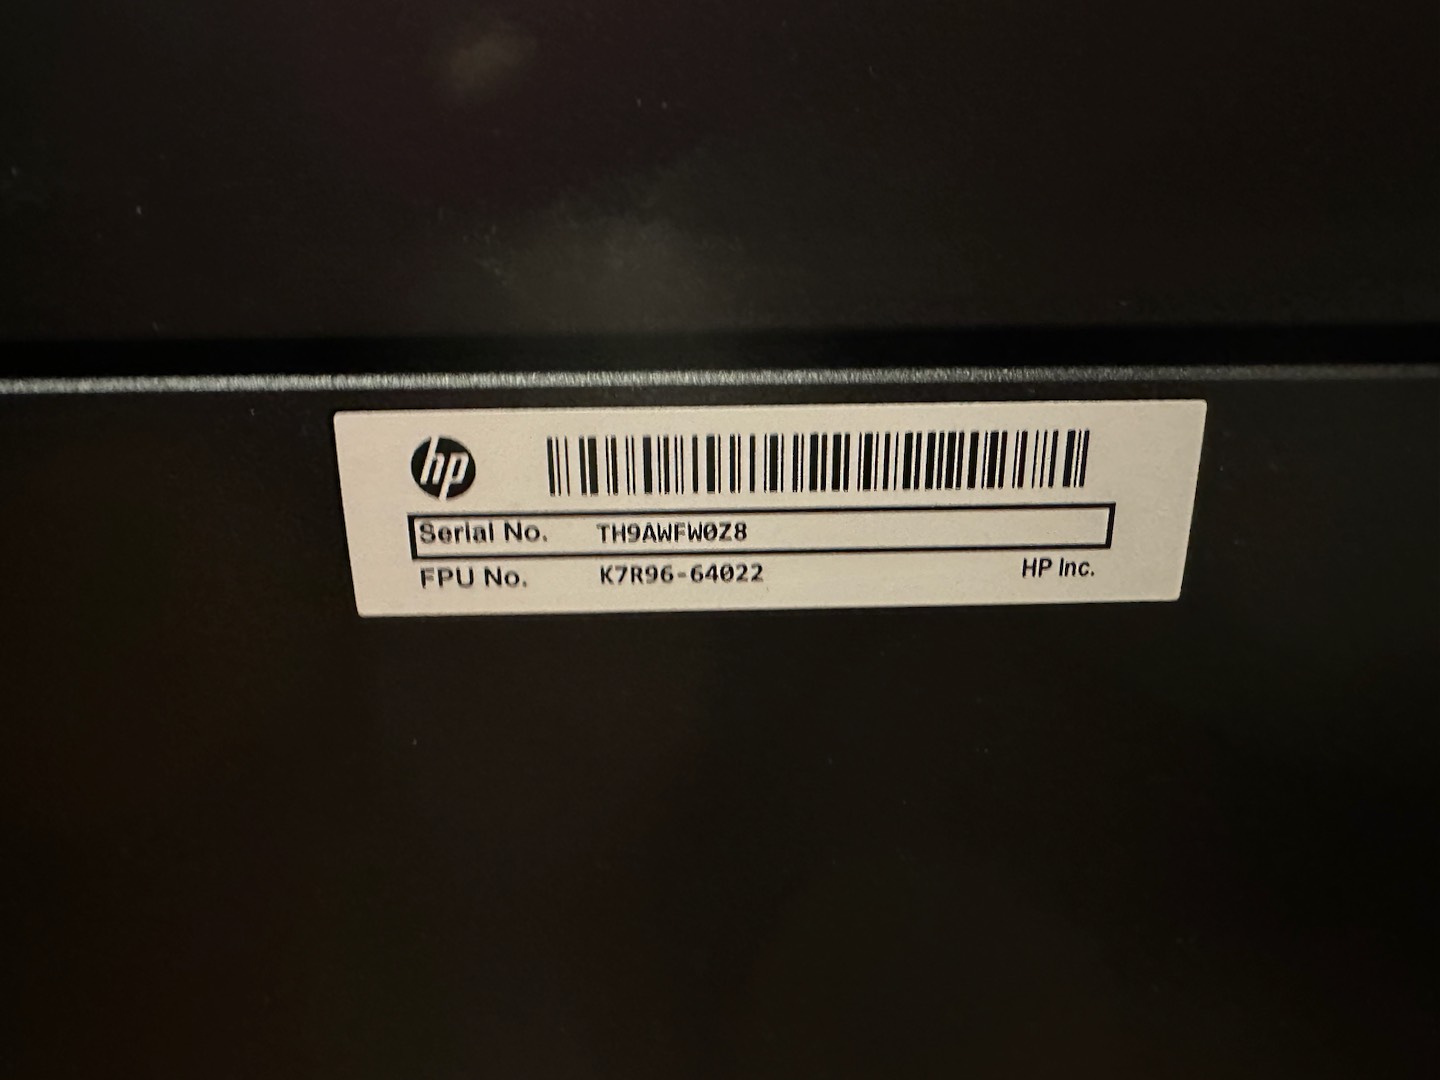 hp
Serial No. TH9AWFW0Z8
FPU No. K7R96-64022
HP Inc.